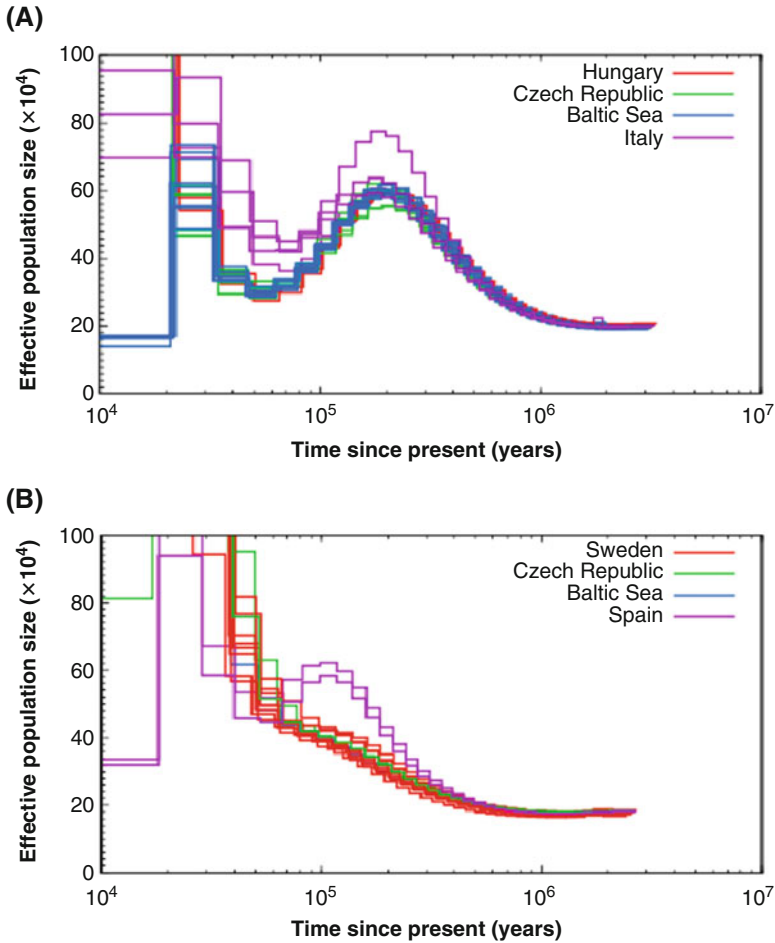 (A)
Effective population size (×10⁴)
100
80
60
40
20
0
Hungary
Czech Republic
Baltic Sea
Italy
10⁴ 10⁵ 10⁶ 10⁷
Time since present (years)
(B)
Effective population size (×10⁴)
100
80
60
40
20
0
Sweden
Czech Republic
Baltic Sea
Spain
10⁴ 10⁵ 10⁶ 10⁷
Time since present (years)